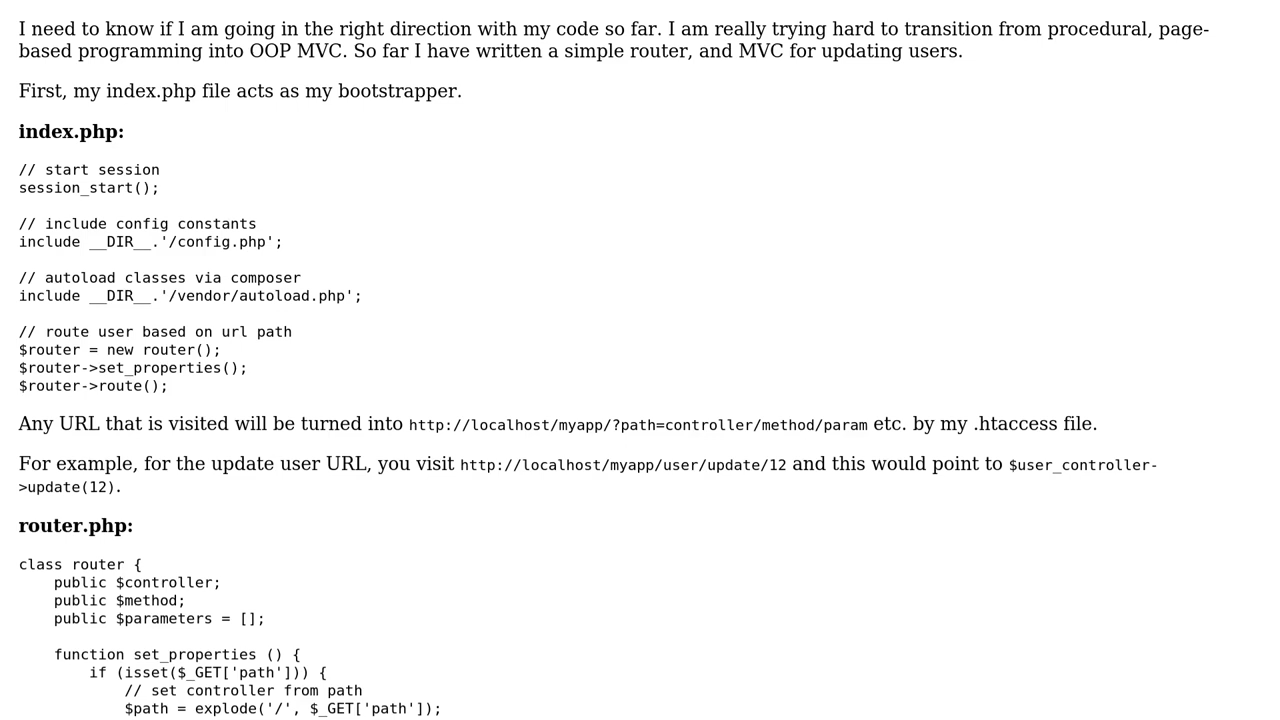 I need to know if I am going in the right direction with my code so far. I am really trying hard to transition from procedural, page-
based programming into OOP MVC. So far I have written a simple router, and MVC for updating users.
First, my index.php file acts as my bootstrapper.
index.php:
// start session
session_start();
// include config constants
include __DIR__.'/config.php';
// autoload classes via composer
include __DIR__.'/vendor/autoload.php';
// route user based on url path
$router = new router();
$router->set_properties();
$router->route();
Any URL that is visited will be turned into http://localhost/myapp/?path=controller/method/param etc. by my .htaccess file.
For example, for the update user URL, you visit http://localhost/myapp/user/update/12 and this would point to $user_controller-
>update(12).
router.php:
class router {
    public $controller;
    public $method;
    public $parameters = [];
    function set_properties () {
        if (isset($_GET['path'])) {
            // set controller from path
            $path = explode('/', $_GET['path']);